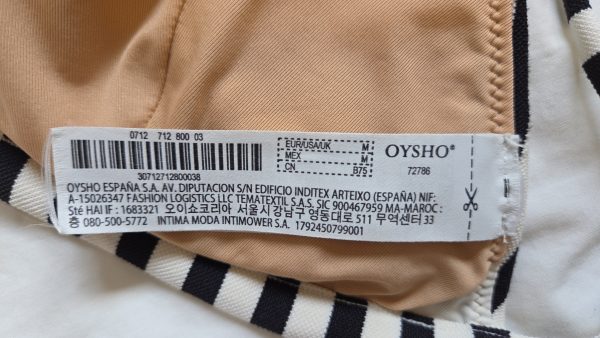 0712 712 800 03
30712712800038
EUR/USA/UK M
MEX M
CN B75
OYSHO®
72786
OYSHO ESPAÑA S.A. AV. DIPUTACION S/N EDIFICIO INDITEX ARTEIXO (ESPAÑA) NIF:
A-15026347 FASHION LOGISTICS LLC TEMATEXTIL S.A.S. SIC 900467959 MA-MAROC :
Sté HAI IF : 1683321 오이쇼코리아 서울시강남구영동대로 511 무역센터 33
층 080-500-5772 INTIMA MODA INTIMOWER S.A. 1792450799001